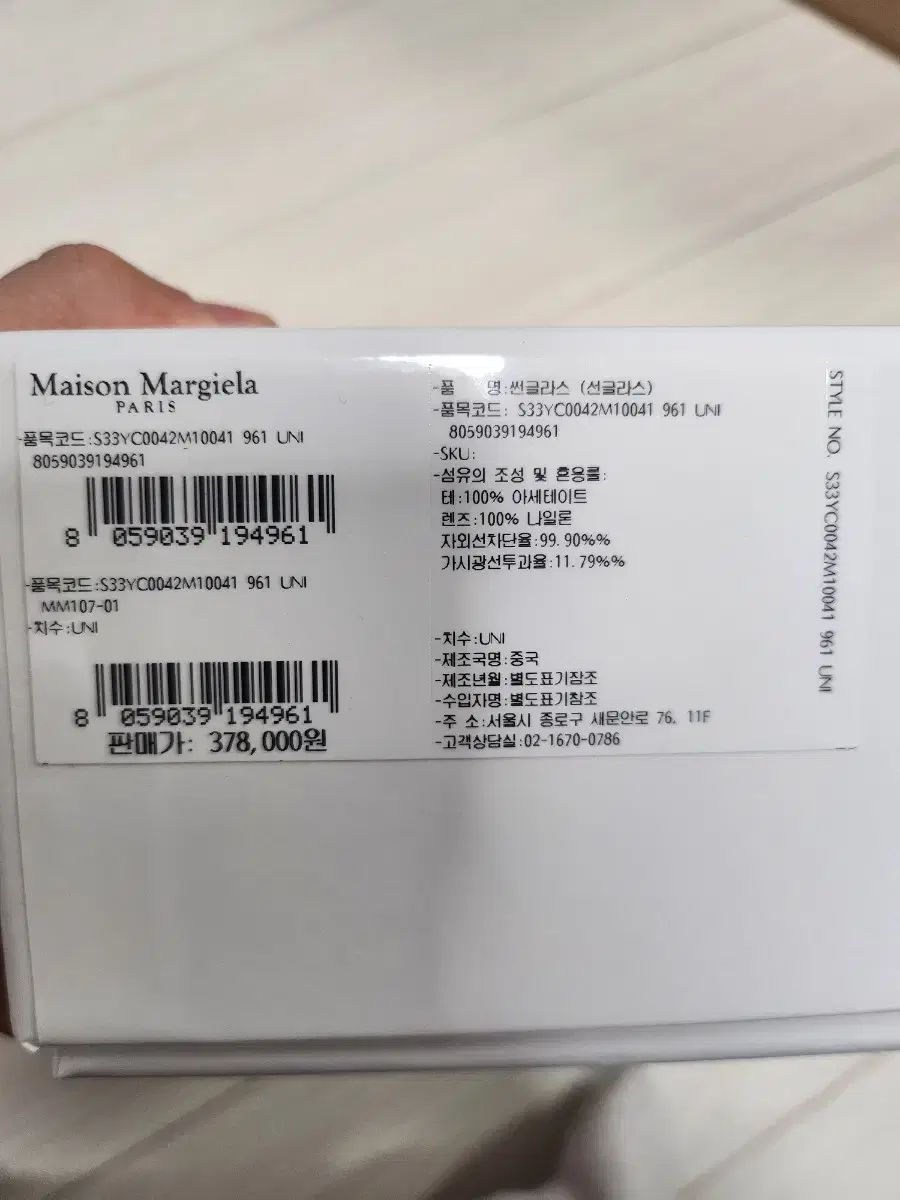 Maison Margiela
PARIS
-품목코드:S33YC0042M10041 961 UNI
8059039194961
8 059039 194961
-품목코드:S33YC0042M10041 961 UNI
MM107-01
-치수:UNI
8 059039 194961
판매가: 378,000원
-품 명:썬글라스 (선글라스)
-품목코드: S33YC0042M10041 961 UNI
8059039194961
-SKU:
-섬유의 조성 및 혼용률:
테:100% 아세테이트
렌즈:100% 나일론
자외선차단율:99.90%%
가시광선투과율:11.79%%
-치수:UNI
-제조국명:중국
-제조년월:별도표기참조
-수입자명:별도표기참조
-주 소:서울시 종로구 새문안로 76, 11F
-고객상담실:02-1670-0786
STYLE NO. S33YC0042M10041 961 UNI